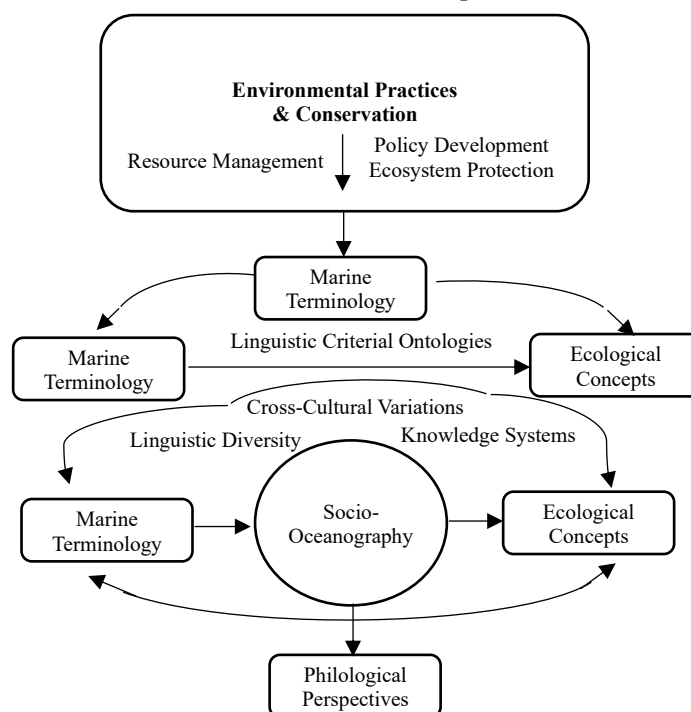 Environmental Practices
& Conservation
Resource Management
Policy Development
Ecosystem Protection
Marine
Terminology
Linguistic Criterial Ontologies
Marine
Terminology
Ecological
Concepts
Cross-Cultural Variations
Linguistic Diversity
Knowledge Systems
Marine
Terminology
Socio-
Oceanography
Ecological
Concepts
Philological
Perspectives